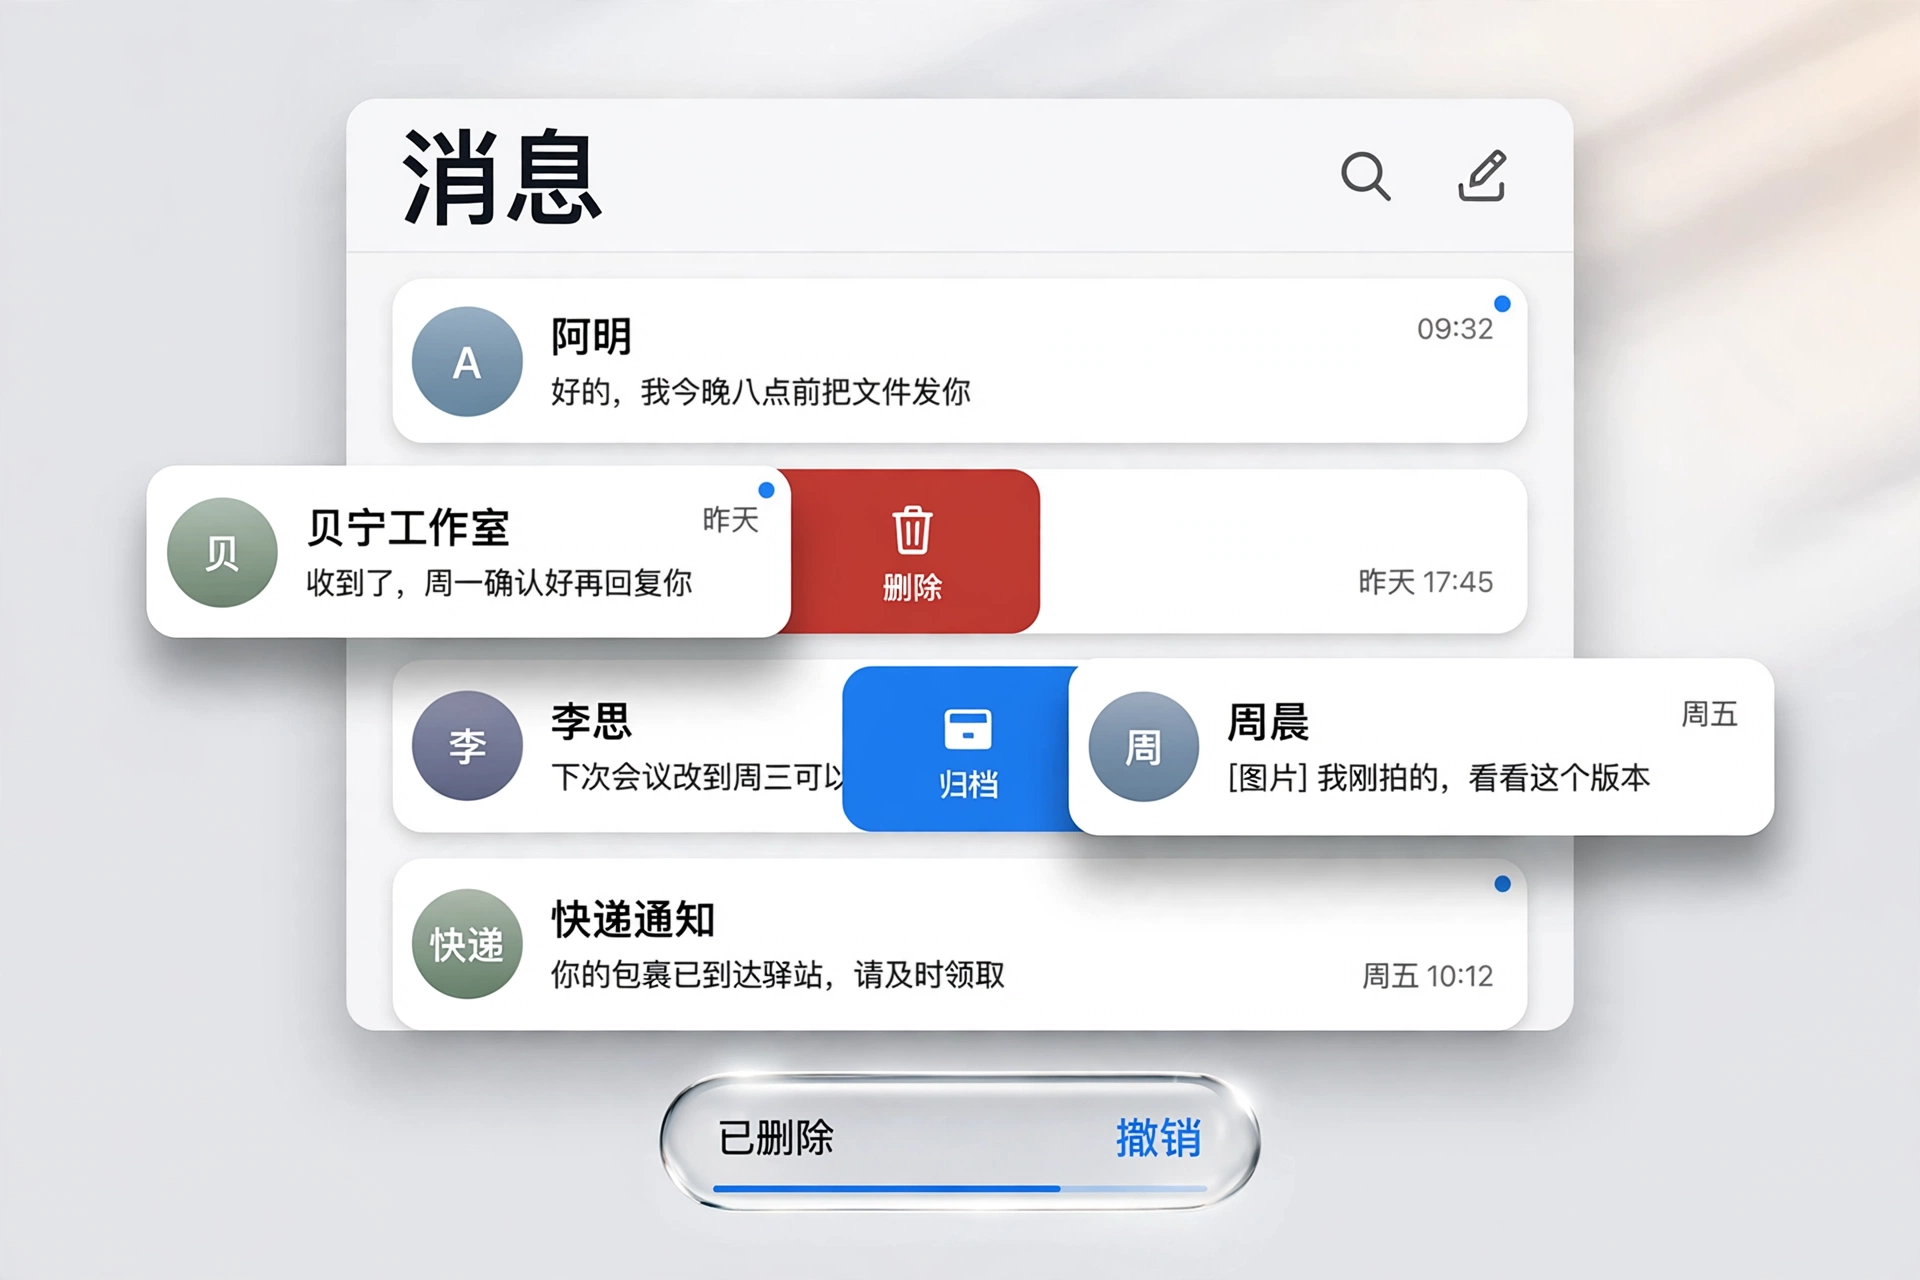 消息
A
阿明
09:32
好的，我今晚八点前把文件发你
贝
贝宁工作室
昨天
收到了，周一确认好再回复你
删除
昨天 17:45
李
李思
下次会议改到周三可以
归档
周
周晨
周五
[图片] 我刚拍的，看看这个版本
快递
快递通知
你的包裹已到达驿站，请及时领取
周五 10:12
已删除
撤销